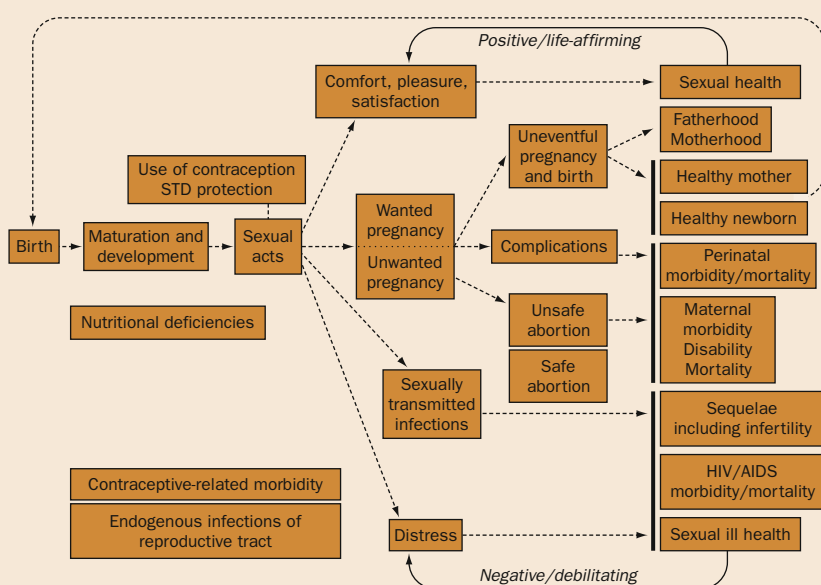 Positive/life-affirming
Comfort, pleasure,
satisfaction
Sexual health
Uneventful
pregnancy
and birth
Fatherhood
Motherhood
Healthy mother
Healthy newborn
Use of contraception
STD protection
Birth
Maturation and
development
Sexual
acts
Wanted
pregnancy
Unwanted
pregnancy
Complications
Perinatal
morbidity/mortality
Nutritional deficiencies
Unsafe
abortion
Safe
abortion
Maternal
morbidity
Disability
Mortality
Sexually
transmitted
infections
Sequelae
including infertility
HIV/AIDS
morbidity/mortality
Contraceptive-related morbidity
Endogenous infections of
reproductive tract
Distress
Sexual ill health
Negative/debilitating